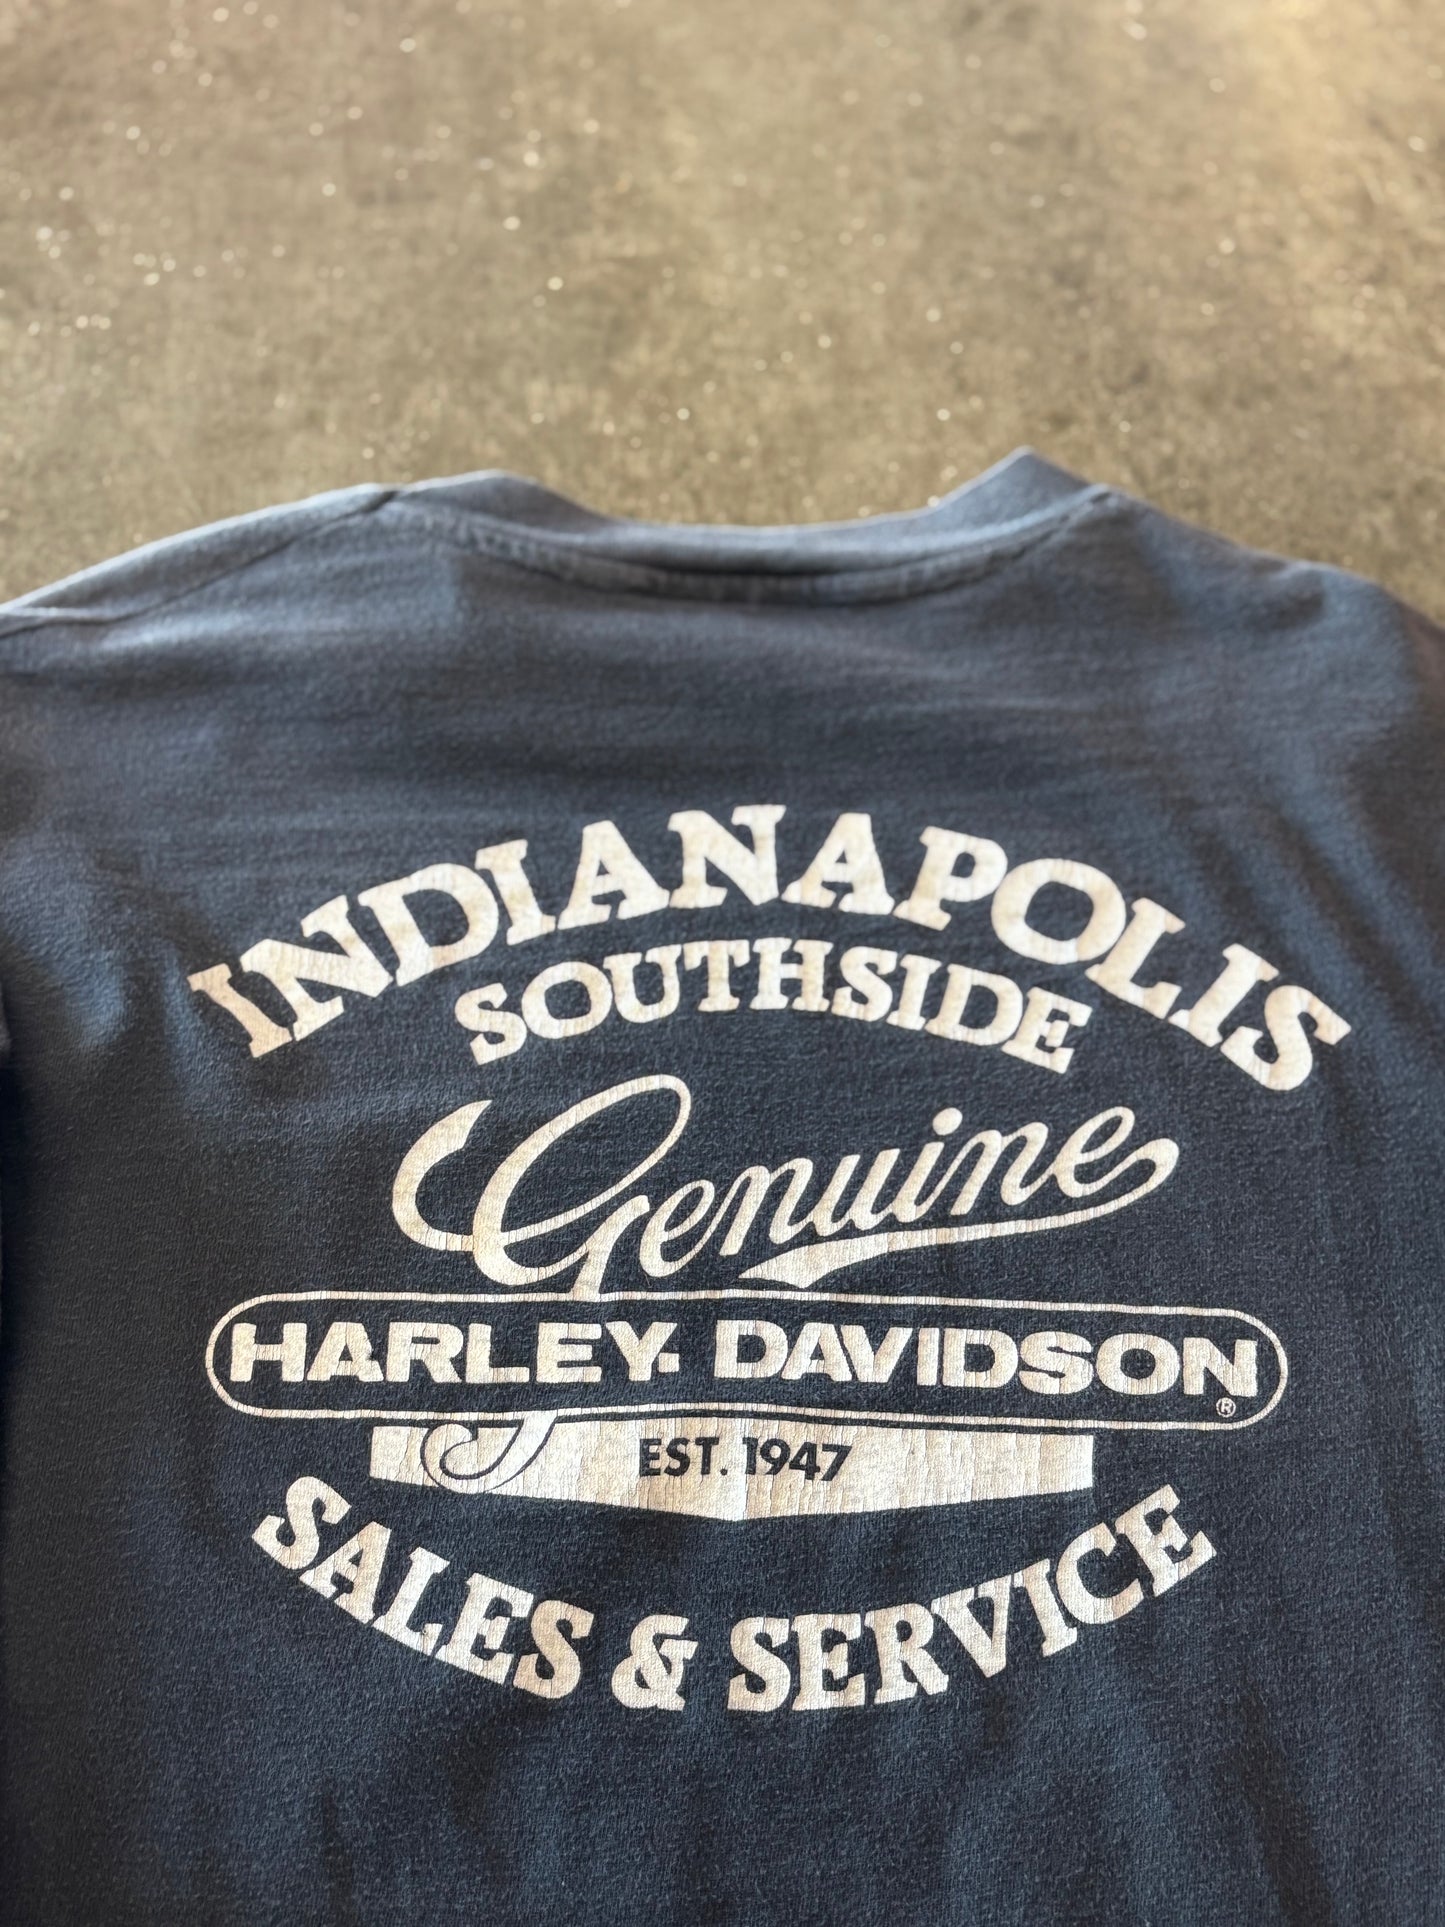 INDIANAPOLIS
SOUTHSIDE
Genuine
HARLEY-DAVIDSON®
EST. 1947
SALES & SERVICE